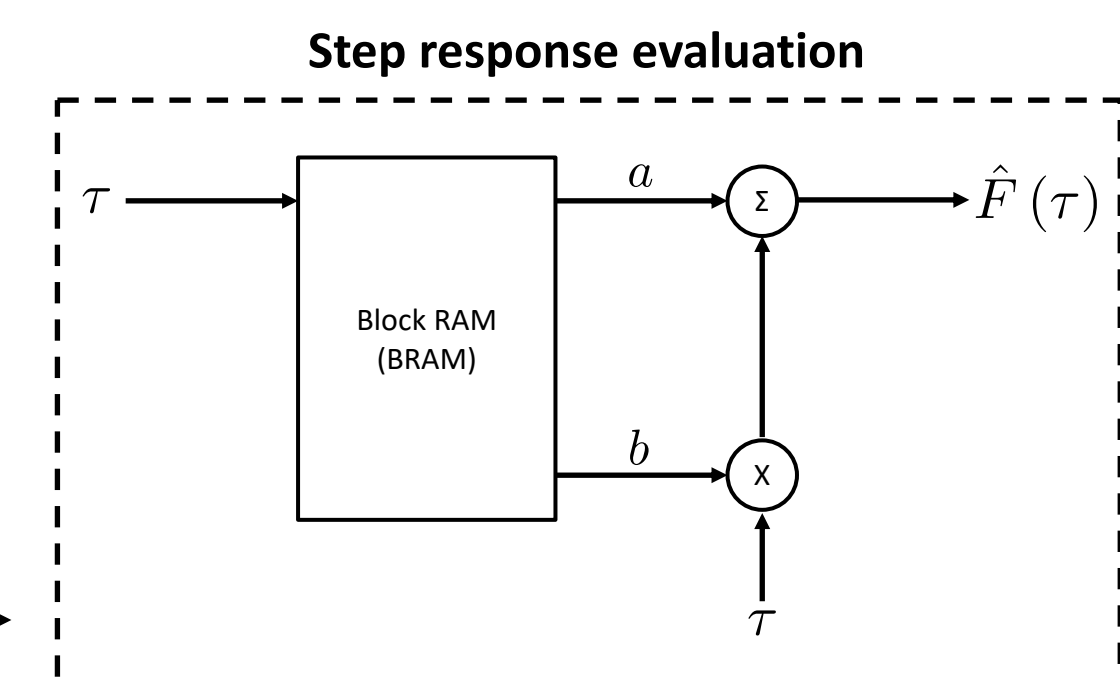 Step response evaluation
τ
a
Σ
F̂ (τ)
Block RAM
(BRAM)
b
X
τ